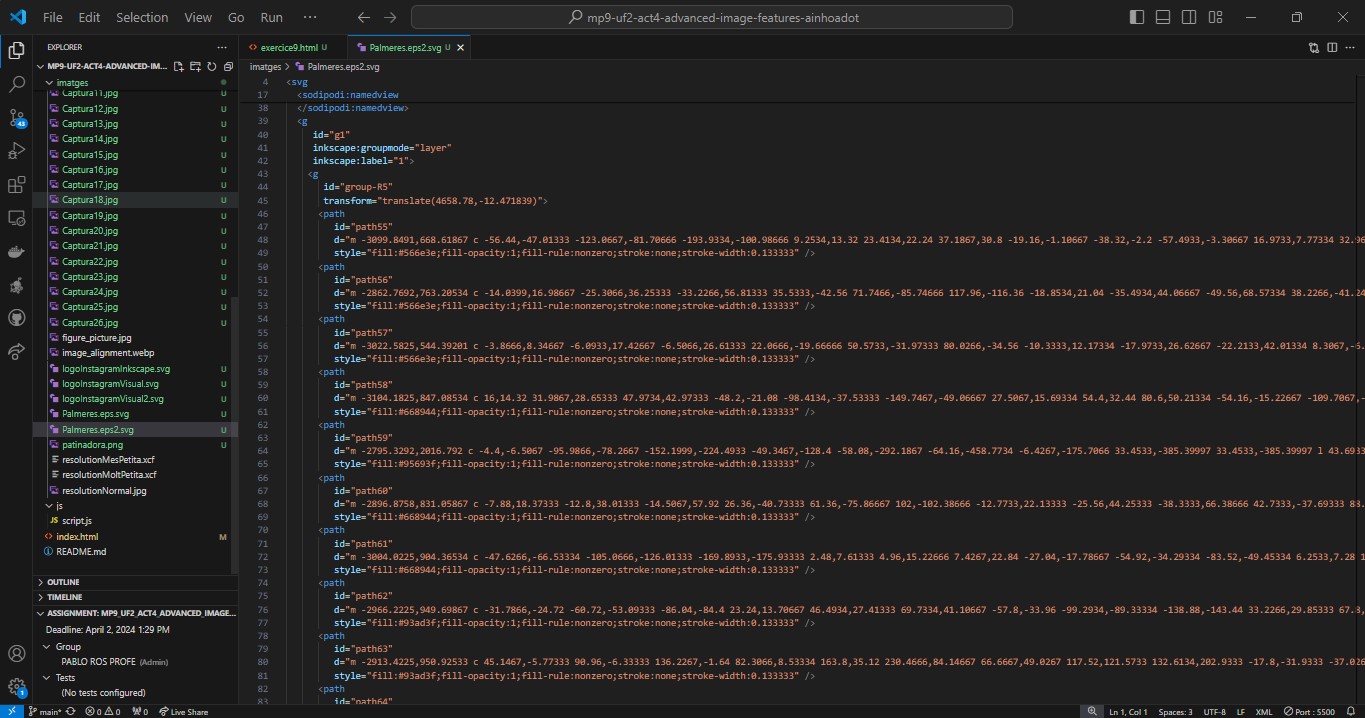 File Edit Selection View Go Run ··· mp9-uf2-act4-advanced-image-features-ainhoadot
EXPLORER ···
MP9-UF2-ACT4-ADVANCED-IM...
imatges
Captura11.jpg U
Captura12.jpg U
Captura13.jpg U
Captura14.jpg U
Captura15.jpg U
Captura16.jpg U
Captura17.jpg U
Captura18.jpg U
Captura19.jpg U
Captura20.jpg U
Captura21.jpg U
Captura22.jpg U
Captura23.jpg U
Captura24.jpg U
Captura25.jpg U
Captura26.jpg U
figure_picture.jpg
image_alignment.webp
logoInstagramInkscape.svg U
logoInstagramVisual.svg U
logoInstagramVisual2.svg U
Palmeres.eps.svg U
Palmeres.eps2.svg U
patinadora.png U
resolutionMesPetita.xcf
resolutionMoltPetita.xcf
resolutionNormal.jpg
js
JS script.js
index.html M
README.md
OUTLINE
TIMELINE
ASSIGNMENT: MP9_UF2_ACT4_ADVANCED_IMAGE...
Deadline: April 2, 2024 1:29 PM
Group
PABLO ROS PROFE (Admin)
Tests
(No tests configured)
43
1
exercice9.html U Palmeres.eps2.svg U
imatges > Palmeres.eps2.svg
4 <svg
17 <sodipodi:namedview
38 </sodipodi:namedview>
39 <g
40 id="g1"
41 inkscape:groupmode="layer"
42 inkscape:label="1">
43 <g
44 id="group-R5"
45 transform="translate(4658.78,-12.471839)">
46 <path
47 id="path55"
48 d="m -3099.8491,668.61867 c -56.44,-47.01333 -123.0667,-81.70666 -193.9334,-100.98666 9.2534,13.32 23.4134,22.24 37.1867,30.8 -19.16,-1.10667 -38.32,-2.2 -57.4933,-3.30667 16.9733,7.77334 32.96
49 style="fill:#566e3e;fill-opacity:1;fill-rule:nonzero;stroke:none;stroke-width:0.133333" />
50 <path
51 id="path56"
52 d="m -2862.7692,763.20534 c -14.0399,16.98667 -25.3066,36.25333 -33.2266,56.81333 35.5333,-42.56 71.7466,-85.74666 117.96,-116.36 -18.8534,21.04 -35.4934,44.06667 -49.56,68.57334 38.2266,-41.24
53 style="fill:#566e3e;fill-opacity:1;fill-rule:nonzero;stroke:none;stroke-width:0.133333" />
54 <path
55 id="path57"
56 d="m -3022.5825,544.39201 c -3.8666,8.34667 -6.0933,17.42667 -6.5066,26.61333 22.0666,-19.66666 50.5733,-31.97333 80.0266,-34.56 -10.3333,12.17334 -17.9733,26.62667 -22.2133,42.01334 8.3067,-6.
57 style="fill:#566e3e;fill-opacity:1;fill-rule:nonzero;stroke:none;stroke-width:0.133333" />
58 <path
59 id="path58"
60 d="m -3104.1825,847.08534 c 16,14.32 31.9867,28.65333 47.9734,42.97333 -48.2,-21.08 -98.4134,-37.53333 -149.7467,-49.06667 27.5067,15.69334 54.4,32.44 80.6,50.21334 -54.16,-15.22667 -109.7067,-
61 style="fill:#668944;fill-opacity:1;fill-rule:nonzero;stroke:none;stroke-width:0.133333" />
62 <path
63 id="path59"
64 d="m -2795.3292,2016.792 c -4.4,-6.5067 -95.9866,-78.2667 -152.1999,-224.4933 -49.3467,-128.4 -58.08,-292.1867 -64.16,-458.7734 -6.4267,-175.7066 33.4533,-385.39997 33.4533,-385.39997 l 43.6933
65 style="fill:#95693f;fill-opacity:1;fill-rule:nonzero;stroke:none;stroke-width:0.133333" />
66 <path
67 id="path60"
68 d="m -2896.8758,831.05867 c -7.88,18.37333 -12.8,38.01333 -14.5067,57.92 26.36,-40.73333 61.36,-75.86667 102,-102.38666 -12.7733,22.13333 -25.56,44.25333 -38.3333,66.38666 42.7333,-37.69333 88.
69 style="fill:#668944;fill-opacity:1;fill-rule:nonzero;stroke:none;stroke-width:0.133333" />
70 <path
71 id="path61"
72 d="m -3004.0225,904.36534 c -47.6266,-66.53334 -105.0666,-126.01333 -169.8933,-175.93333 2.48,7.61333 4.96,15.22666 7.4267,22.84 -27.04,-17.78667 -54.92,-34.29334 -83.52,-49.45334 6.2533,7.28 1
73 style="fill:#668944;fill-opacity:1;fill-rule:nonzero;stroke:none;stroke-width:0.133333" />
74 <path
75 id="path62"
76 d="m -2966.2225,949.69867 c -31.7866,-24.72 -60.72,-53.09333 -86.04,-84.4 23.24,13.70667 46.4934,27.41333 69.7334,41.10667 -57.8,-33.96 -99.2934,-89.33334 -138.88,-143.44 33.2266,29.85333 67.8,
77 style="fill:#93ad3f;fill-opacity:1;fill-rule:nonzero;stroke:none;stroke-width:0.133333" />
78 <path
79 id="path63"
80 d="m -2913.4225,950.92533 c 45.1467,-5.77333 90.96,-6.33333 136.2267,-1.64 82.3066,8.53334 163.8,35.12 230.4666,84.14667 66.6667,49.0267 117.52,121.5733 132.6134,202.9333 -17.8,-31.9333 -37.026
81 style="fill:#93ad3f;fill-opacity:1;fill-rule:nonzero;stroke:none;stroke-width:0.133333" />
82 <path
83 id="path64"
main* 0 0 0 Live Share Ln 1, Col 1 Spaces: 3 UTF-8 LF XML Port : 5500